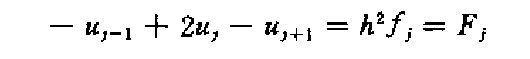 − u_{j−1} + 2u_j − u_{j+1} = h²f_j = F_j